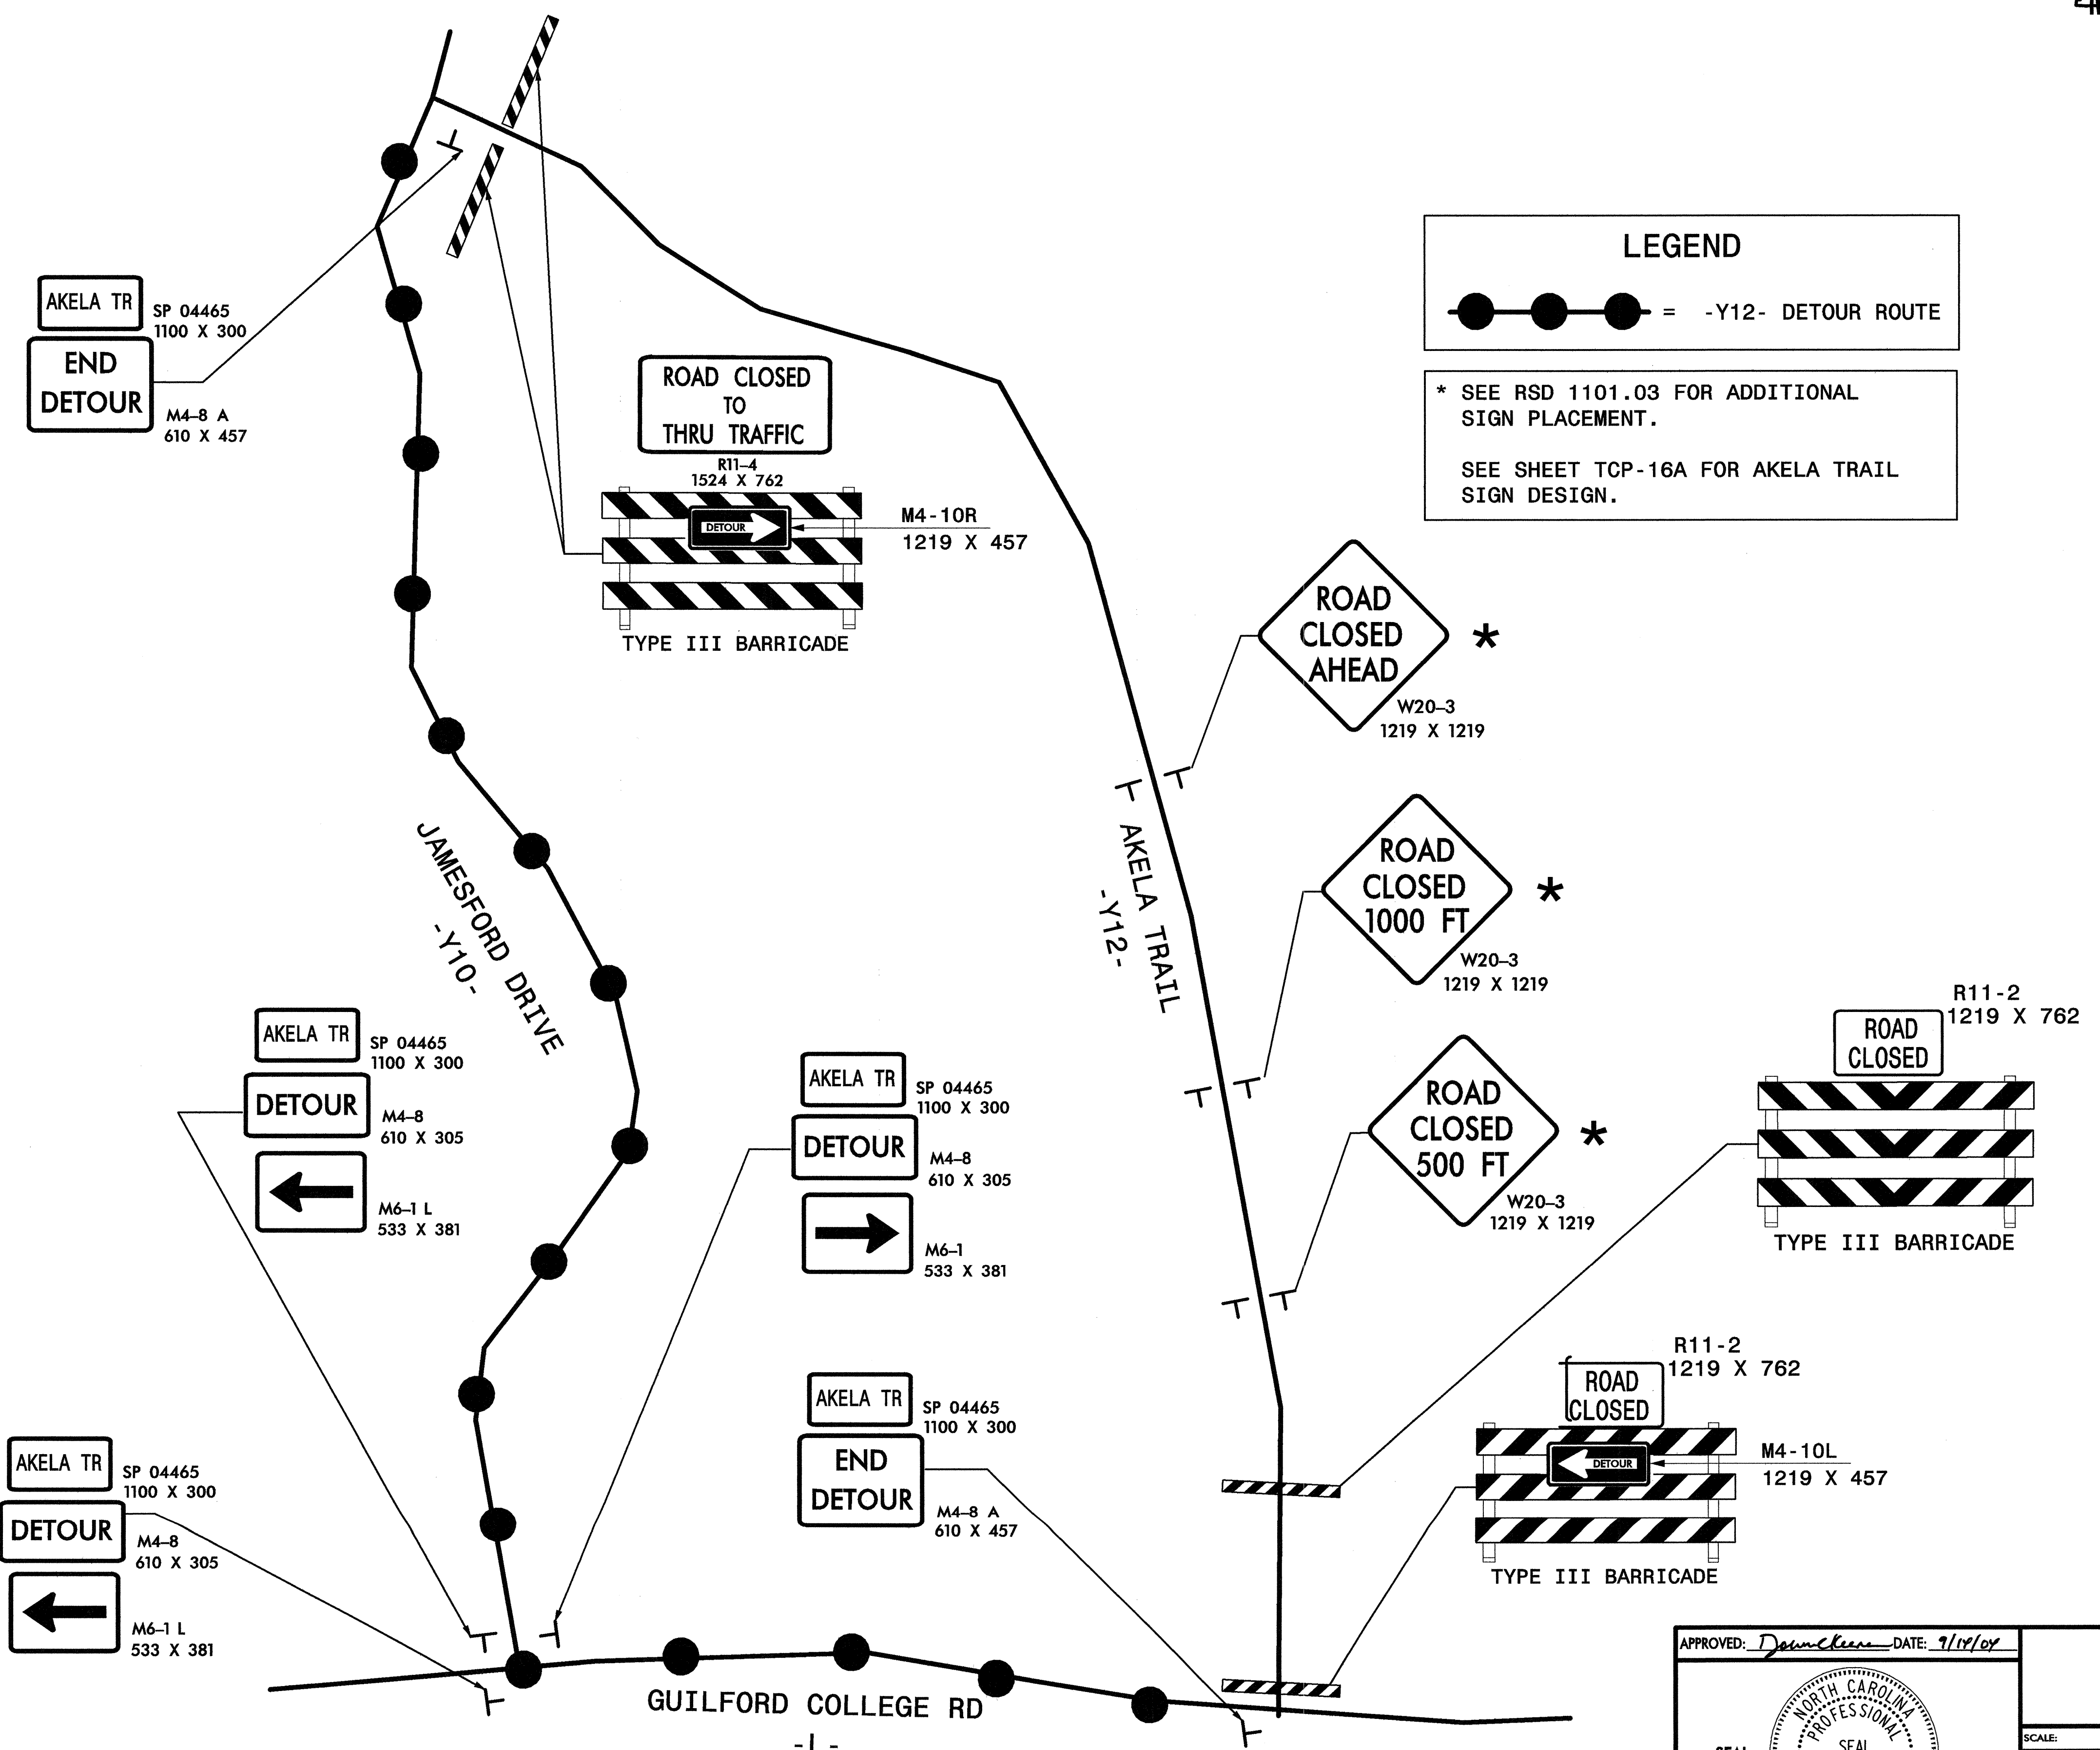 LEGEND
= -Y12- DETOUR ROUTE
* SEE RSD 1101.03 FOR ADDITIONAL
SIGN PLACEMENT.
SEE SHEET TCP-16A FOR AKELA TRAIL
SIGN DESIGN.
AKELA TR
SP 04465
1100 X 300
END
DETOUR
M4-8 A
610 X 457
ROAD CLOSED
TO
THRU TRAFFIC
R11-4
1524 X 762
DETOUR
M4-10R
1219 X 457
TYPE III BARRICADE
ROAD
CLOSED
AHEAD
*
W20-3
1219 X 1219
ROAD
CLOSED
1000 FT
*
W20-3
1219 X 1219
ROAD
CLOSED
500 FT
*
W20-3
1219 X 1219
JAMESFORD DRIVE
-Y10-
AKELA TRAIL
-Y12-
R11-2
1219 X 762
ROAD
CLOSED
TYPE III BARRICADE
AKELA TR
SP 04465
1100 X 300
DETOUR
M4-8
610 X 305
M6-1 L
533 X 381
AKELA TR
SP 04465
1100 X 300
DETOUR
M4-8
610 X 305
M6-1
533 X 381
R11-2
1219 X 762
ROAD
CLOSED
DETOUR
M4-10L
1219 X 457
TYPE III BARRICADE
AKELA TR
SP 04465
1100 X 300
END
DETOUR
M4-8 A
610 X 457
AKELA TR
SP 04465
1100 X 300
DETOUR
M4-8
610 X 305
M6-1 L
533 X 381
GUILFORD COLLEGE RD
-L-
APPROVED: DATE: 9/14/04
NORTH CAROLINA
PROFESSIONAL
SEAL
SCALE: